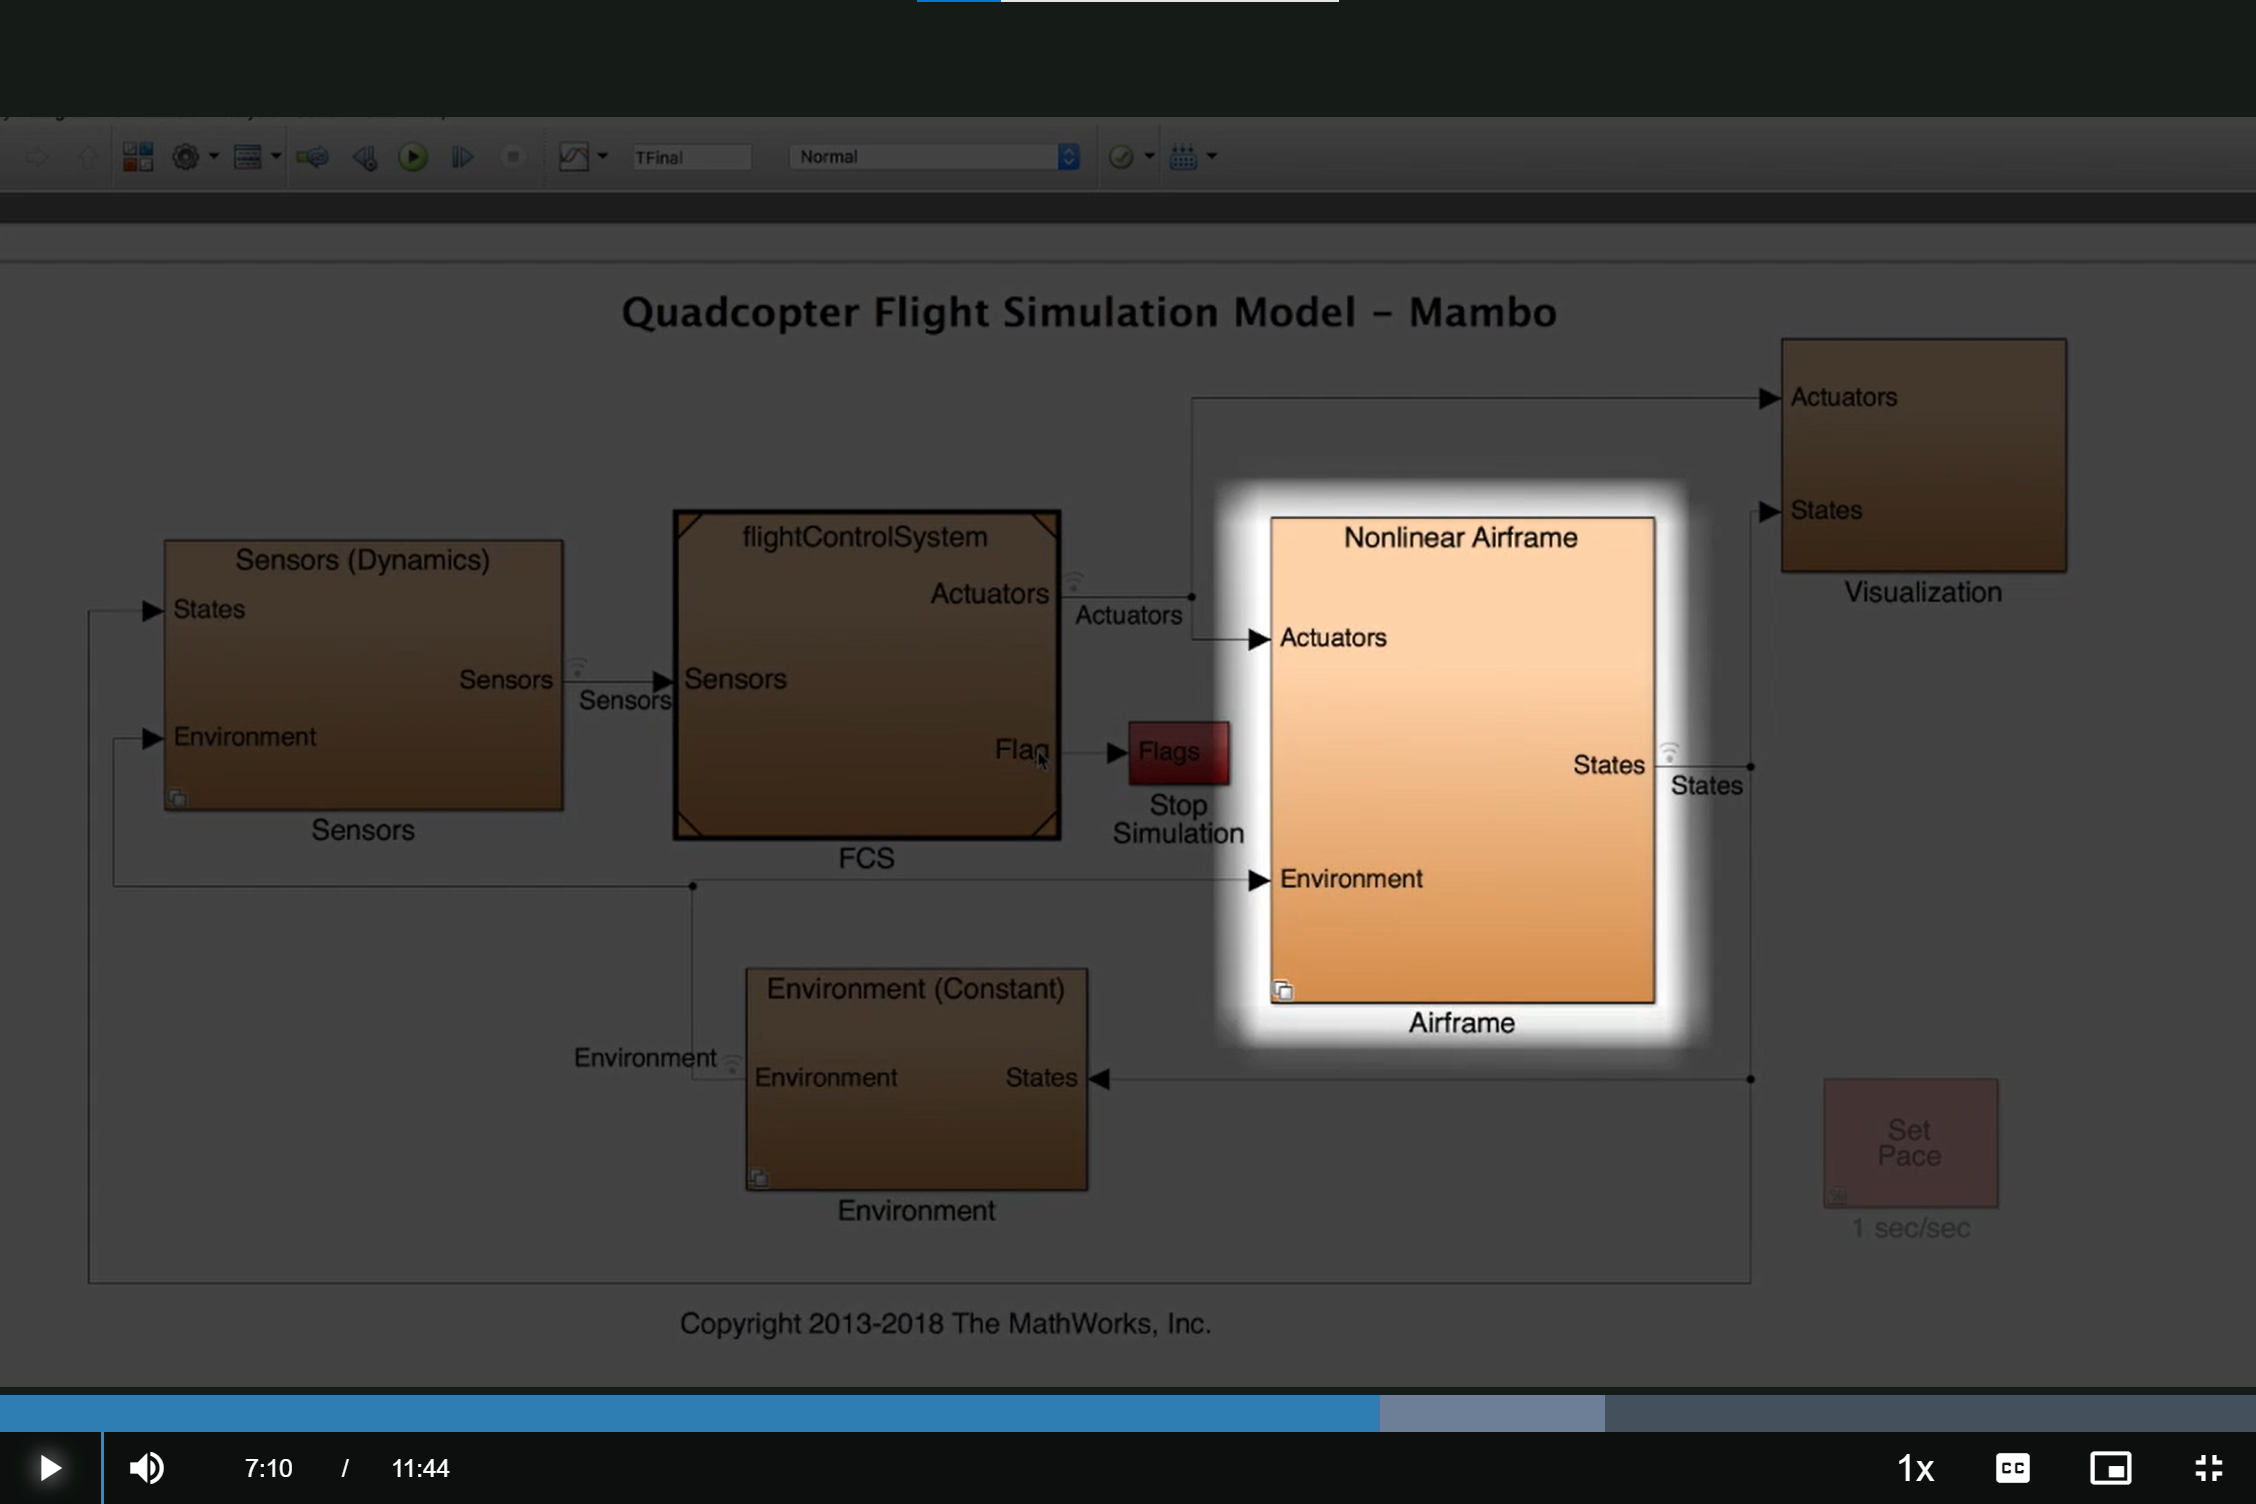 TFinal
Normal
Quadcopter Flight Simulation Model - Mambo
Actuators
States
Visualization
Sensors (Dynamics)
States
Sensors
Environment
Sensors
Sensors
flightControlSystem
Actuators
Sensors
Flag
FCS
Actuators
Flags
Stop
Simulation
Nonlinear Airframe
Actuators
States
Environment
Airframe
States
Environment (Constant)
Environment
Environment
States
Environment
Set
Pace
1 sec/sec
Copyright 2013-2018 The MathWorks, Inc.
7:10 / 11:44
1x
CC